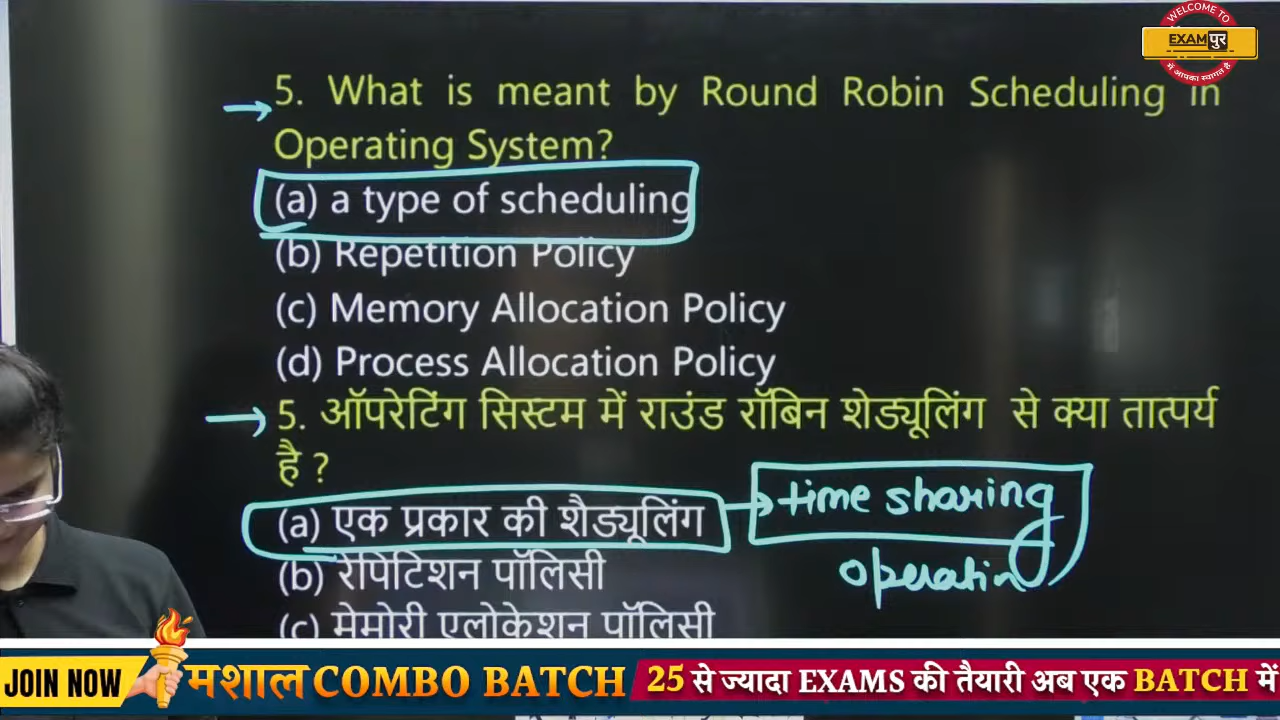 WELCOME TO
EXAMपुर
में आपका स्वागत है
5. What is meant by Round Robin Scheduling in
Operating System?
(a) a type of scheduling
(b) Repetition Policy
(c) Memory Allocation Policy
(d) Process Allocation Policy
5. ऑपरेटिंग सिस्टम में राउंड रॉबिन शेड्यूलिंग से क्या तात्पर्य
है ?
(a) एक प्रकार की शैड्यूलिंग
time sharing
operatin
(b) रेपिटिशन पॉलिसी
(c) मेमोरी एलोकेशन पॉलिसी
JOIN NOW मशाल COMBO BATCH 25 से ज्यादा EXAMS की तैयारी अब एक BATCH में